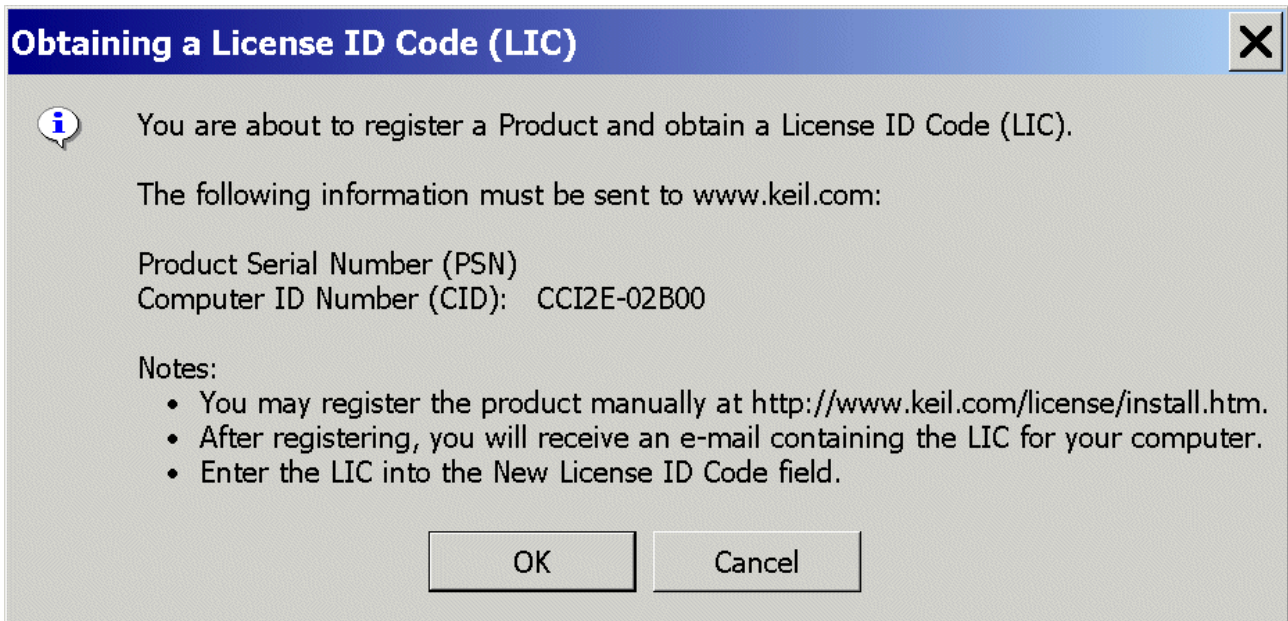 Obtaining a License ID Code (LIC)
You are about to register a Product and obtain a License ID Code (LIC).
The following information must be sent to www.keil.com:
Product Serial Number (PSN)
Computer ID Number (CID): CCI2E-02B00
Notes:
• You may register the product manually at http://www.keil.com/license/install.htm.
• After registering, you will receive an e-mail containing the LIC for your computer.
• Enter the LIC into the New License ID Code field.
OK Cancel